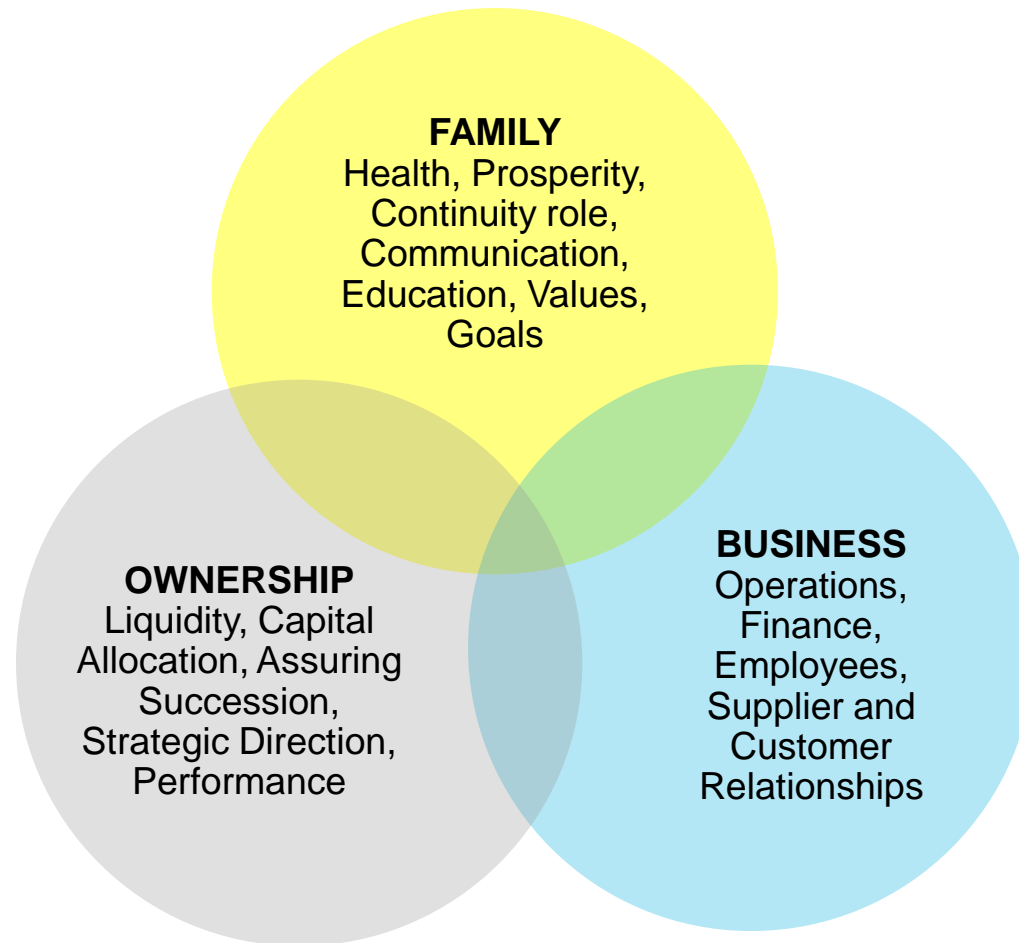 FAMILY
Health, Prosperity,
Continuity role,
Communication,
Education, Values,
Goals
OWNERSHIP
Liquidity, Capital
Allocation, Assuring
Succession,
Strategic Direction,
Performance
BUSINESS
Operations,
Finance,
Employees,
Supplier and
Customer
Relationships